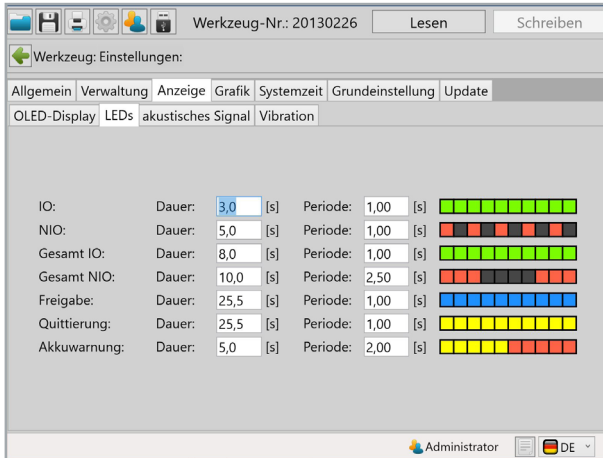 Werkzeug-Nr.: 20130226 Lesen Schreiben
Werkzeug: Einstellungen:
Allgemein Verwaltung Anzeige Grafik Systemzeit Grundeinstellung Update
OLED-Display LEDs akustisches Signal Vibration
IO: Dauer: 3,0 [s] Periode: 1,00 [s]
NIO: Dauer: 5,0 [s] Periode: 1,00 [s]
Gesamt IO: Dauer: 8,0 [s] Periode: 1,00 [s]
Gesamt NIO: Dauer: 10,0 [s] Periode: 2,50 [s]
Freigabe: Dauer: 25,5 [s] Periode: 1,00 [s]
Quittierung: Dauer: 25,5 [s] Periode: 1,00 [s]
Akkuwarnung: Dauer: 5,0 [s] Periode: 2,00 [s]
Administrator DE